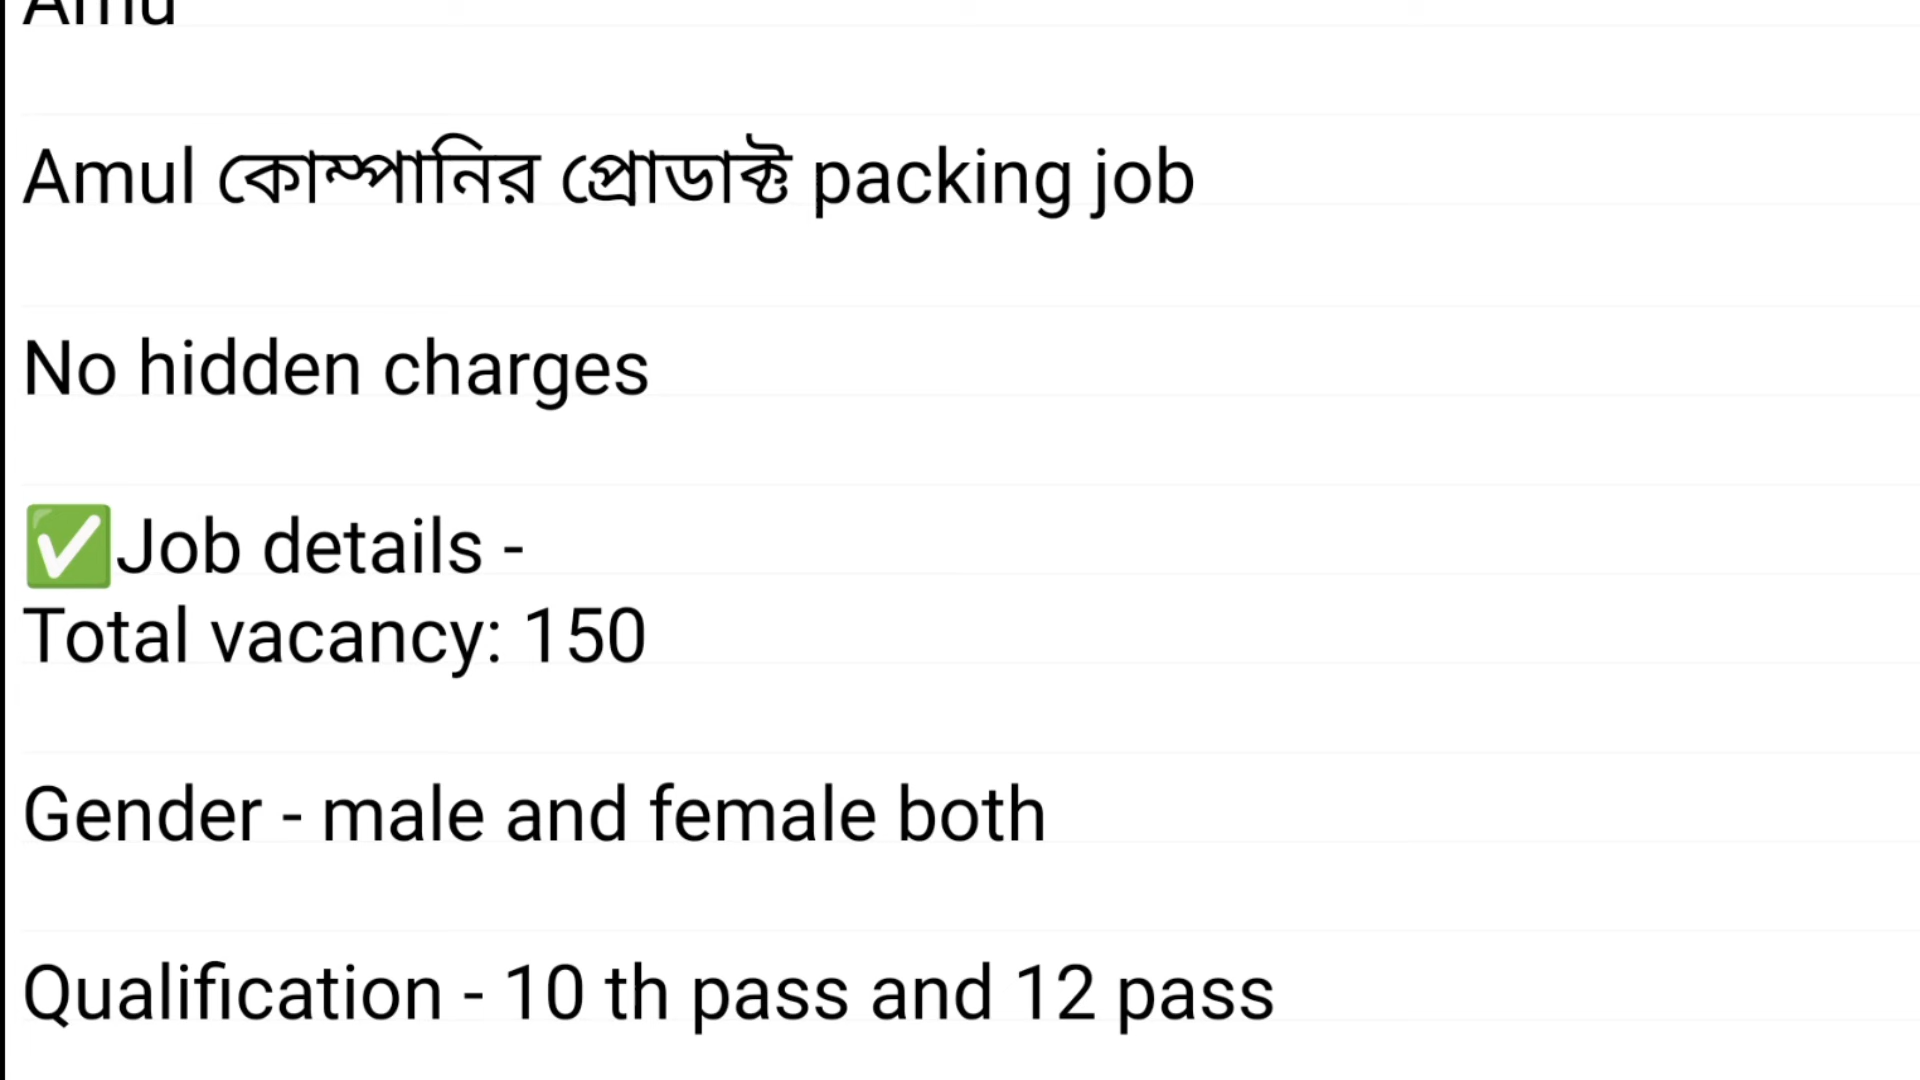 Amul কোম্পানির প্রোডাক্ট packing job
No hidden charges
✅Job details -
Total vacancy: 150
Gender - male and female both
Qualification - 10 th pass and 12 pass